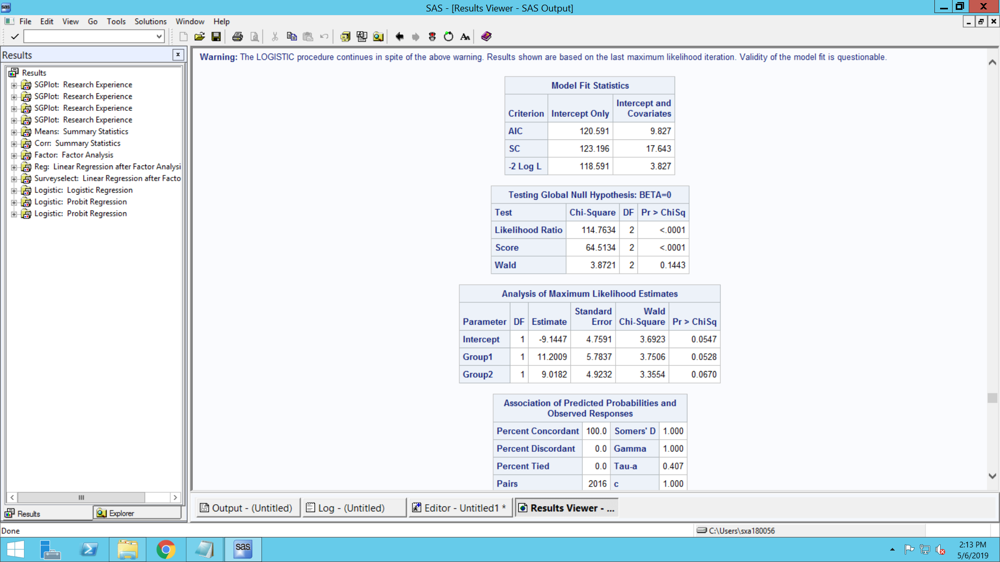 sas
SAS - [Results Viewer - SAS Output]
File Edit View Go Tools Solutions Window Help
Results
Results
SGPlot: Research Experience
SGPlot: Research Experience
SGPlot: Research Experience
SGPlot: Research Experience
Means: Summary Statistics
Corr: Summary Statistics
Factor: Factor Analysis
Reg: Linear Regression after Factor Analysi
Surveyselect: Linear Regression after Facto
Logistic: Logistic Regression
Logistic: Probit Regression
Logistic: Probit Regression
Results Explorer
Warning: The LOGISTIC procedure continues in spite of the above warning. Results shown are based on the last maximum likelihood iteration. Validity of the model fit is questionable.
Model Fit Statistics
Criterion Intercept Only Intercept and Covariates
AIC 120.591 9.827
SC 123.196 17.643
-2 Log L 118.591 3.827
Testing Global Null Hypothesis: BETA=0
Test Chi-Square DF Pr > ChiSq
Likelihood Ratio 114.7634 2 <.0001
Score 64.5134 2 <.0001
Wald 3.8721 2 0.1443
Analysis of Maximum Likelihood Estimates
Parameter DF Estimate Standard Error Wald Chi-Square Pr > ChiSq
Intercept 1 -9.1447 4.7591 3.6923 0.0547
Group1 1 11.2009 5.7837 3.7506 0.0528
Group2 1 9.0182 4.9232 3.3554 0.0670
Association of Predicted Probabilities and
Observed Responses
Percent Concordant 100.0 Somers' D 1.000
Percent Discordant 0.0 Gamma 1.000
Percent Tied 0.0 Tau-a 0.407
Pairs 2016 c 1.000
Output - (Untitled) Log - (Untitled) Editor - Untitled1 * Results Viewer - ...
Done
C:\Users\sxa180056
sas
2:13 PM
5/6/2019